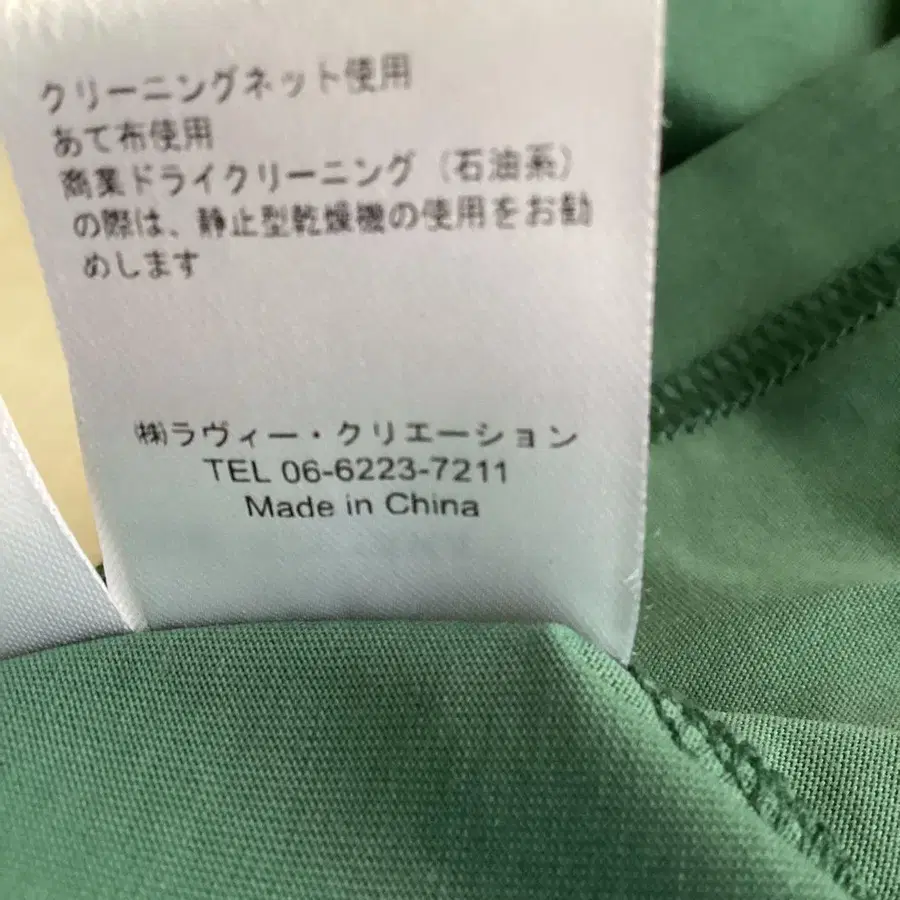 クリーニングネット使用
あて布使用
商業ドライクリーニング（石油系）
の際は、静止型乾燥機の使用をお勧
めします
㈱ラヴィー・クリエーション
TEL 06-6223-7211
Made in China